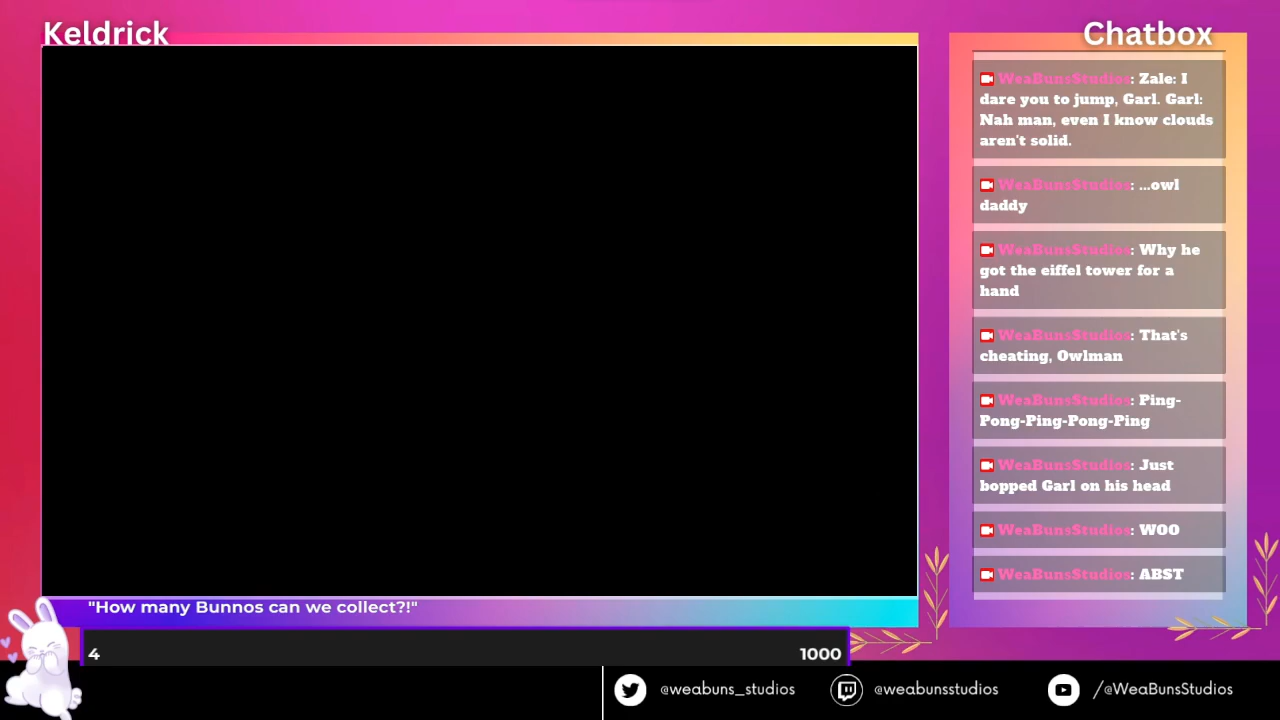 Keldrick
Chatbox
WeaBunsStudios: Zale: I
dare you to jump, Garl. Garl:
Nah man, even I know clouds
aren't solid.
WeaBunsStudios: ...owl
daddy
WeaBunsStudios: Why he
got the eiffel tower for a
hand
WeaBunsStudios: That's
cheating, Owlman
WeaBunsStudios: Ping-
Pong-Ping-Pong-Ping
WeaBunsStudios: Just
bopped Garl on his head
WeaBunsStudios: WOO
WeaBunsStudios: ABST
"How many Bunnos can we collect?!"
4 1000
@weabuns_studios @weabunsstudios /@WeaBunsStudios